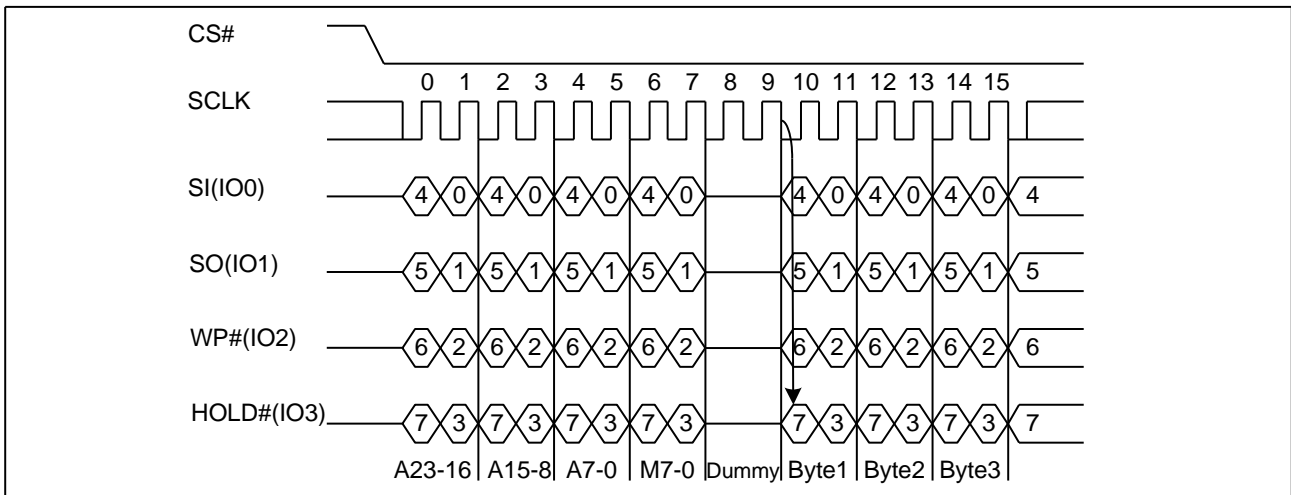 CS#
0 1 2 3 4 5 6 7 8 9 10 11 12 13 14 15
SCLK
SI(IO0) 4 0 4 0 4 0 4 0 4 0 4 0 4 0 4
SO(IO1) 5 1 5 1 5 1 5 1 5 1 5 1 5 1 5
WP#(IO2) 6 2 6 2 6 2 6 2 6 2 6 2 6 2 6
HOLD#(IO3) 7 3 7 3 7 3 7 3 7 3 7 3 7 3 7
A23-16 A15-8 A7-0 M7-0 Dummy Byte1 Byte2 Byte3